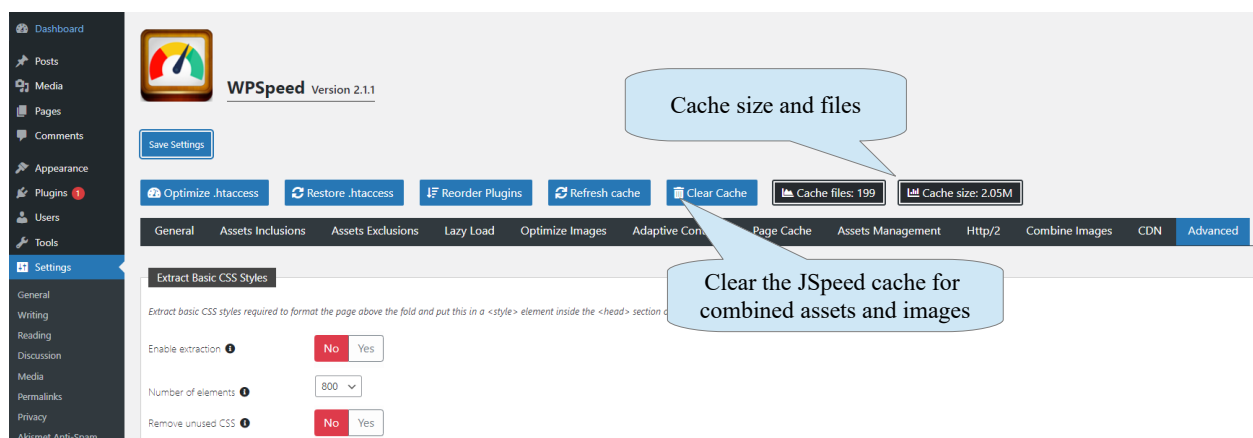 Dashboard
Posts
Media
Pages
Comments
Appearance
Plugins 1
Users
Tools
Settings
General
Writing
Reading
Discussion
Media
Permalinks
Privacy
Akismet Anti-Spam
WPSpeed Version 2.1.1
Save Settings
Cache size and files
Optimize .htaccess Restore .htaccess Reorder Plugins Refresh cache Clear Cache Cache files: 199 Cache size: 2.05M
General Assets Inclusions Assets Exclusions Lazy Load Optimize Images Adaptive Page Cache Assets Management Http/2 Combine Images CDN Advanced
Clear the JSpeed cache for
combined assets and images
Extract Basic CSS Styles
Extract basic CSS styles required to format the page above the fold and put this in a <style> element inside the <head> section
Enable extraction No Yes
Number of elements 800
Remove unused CSS No Yes